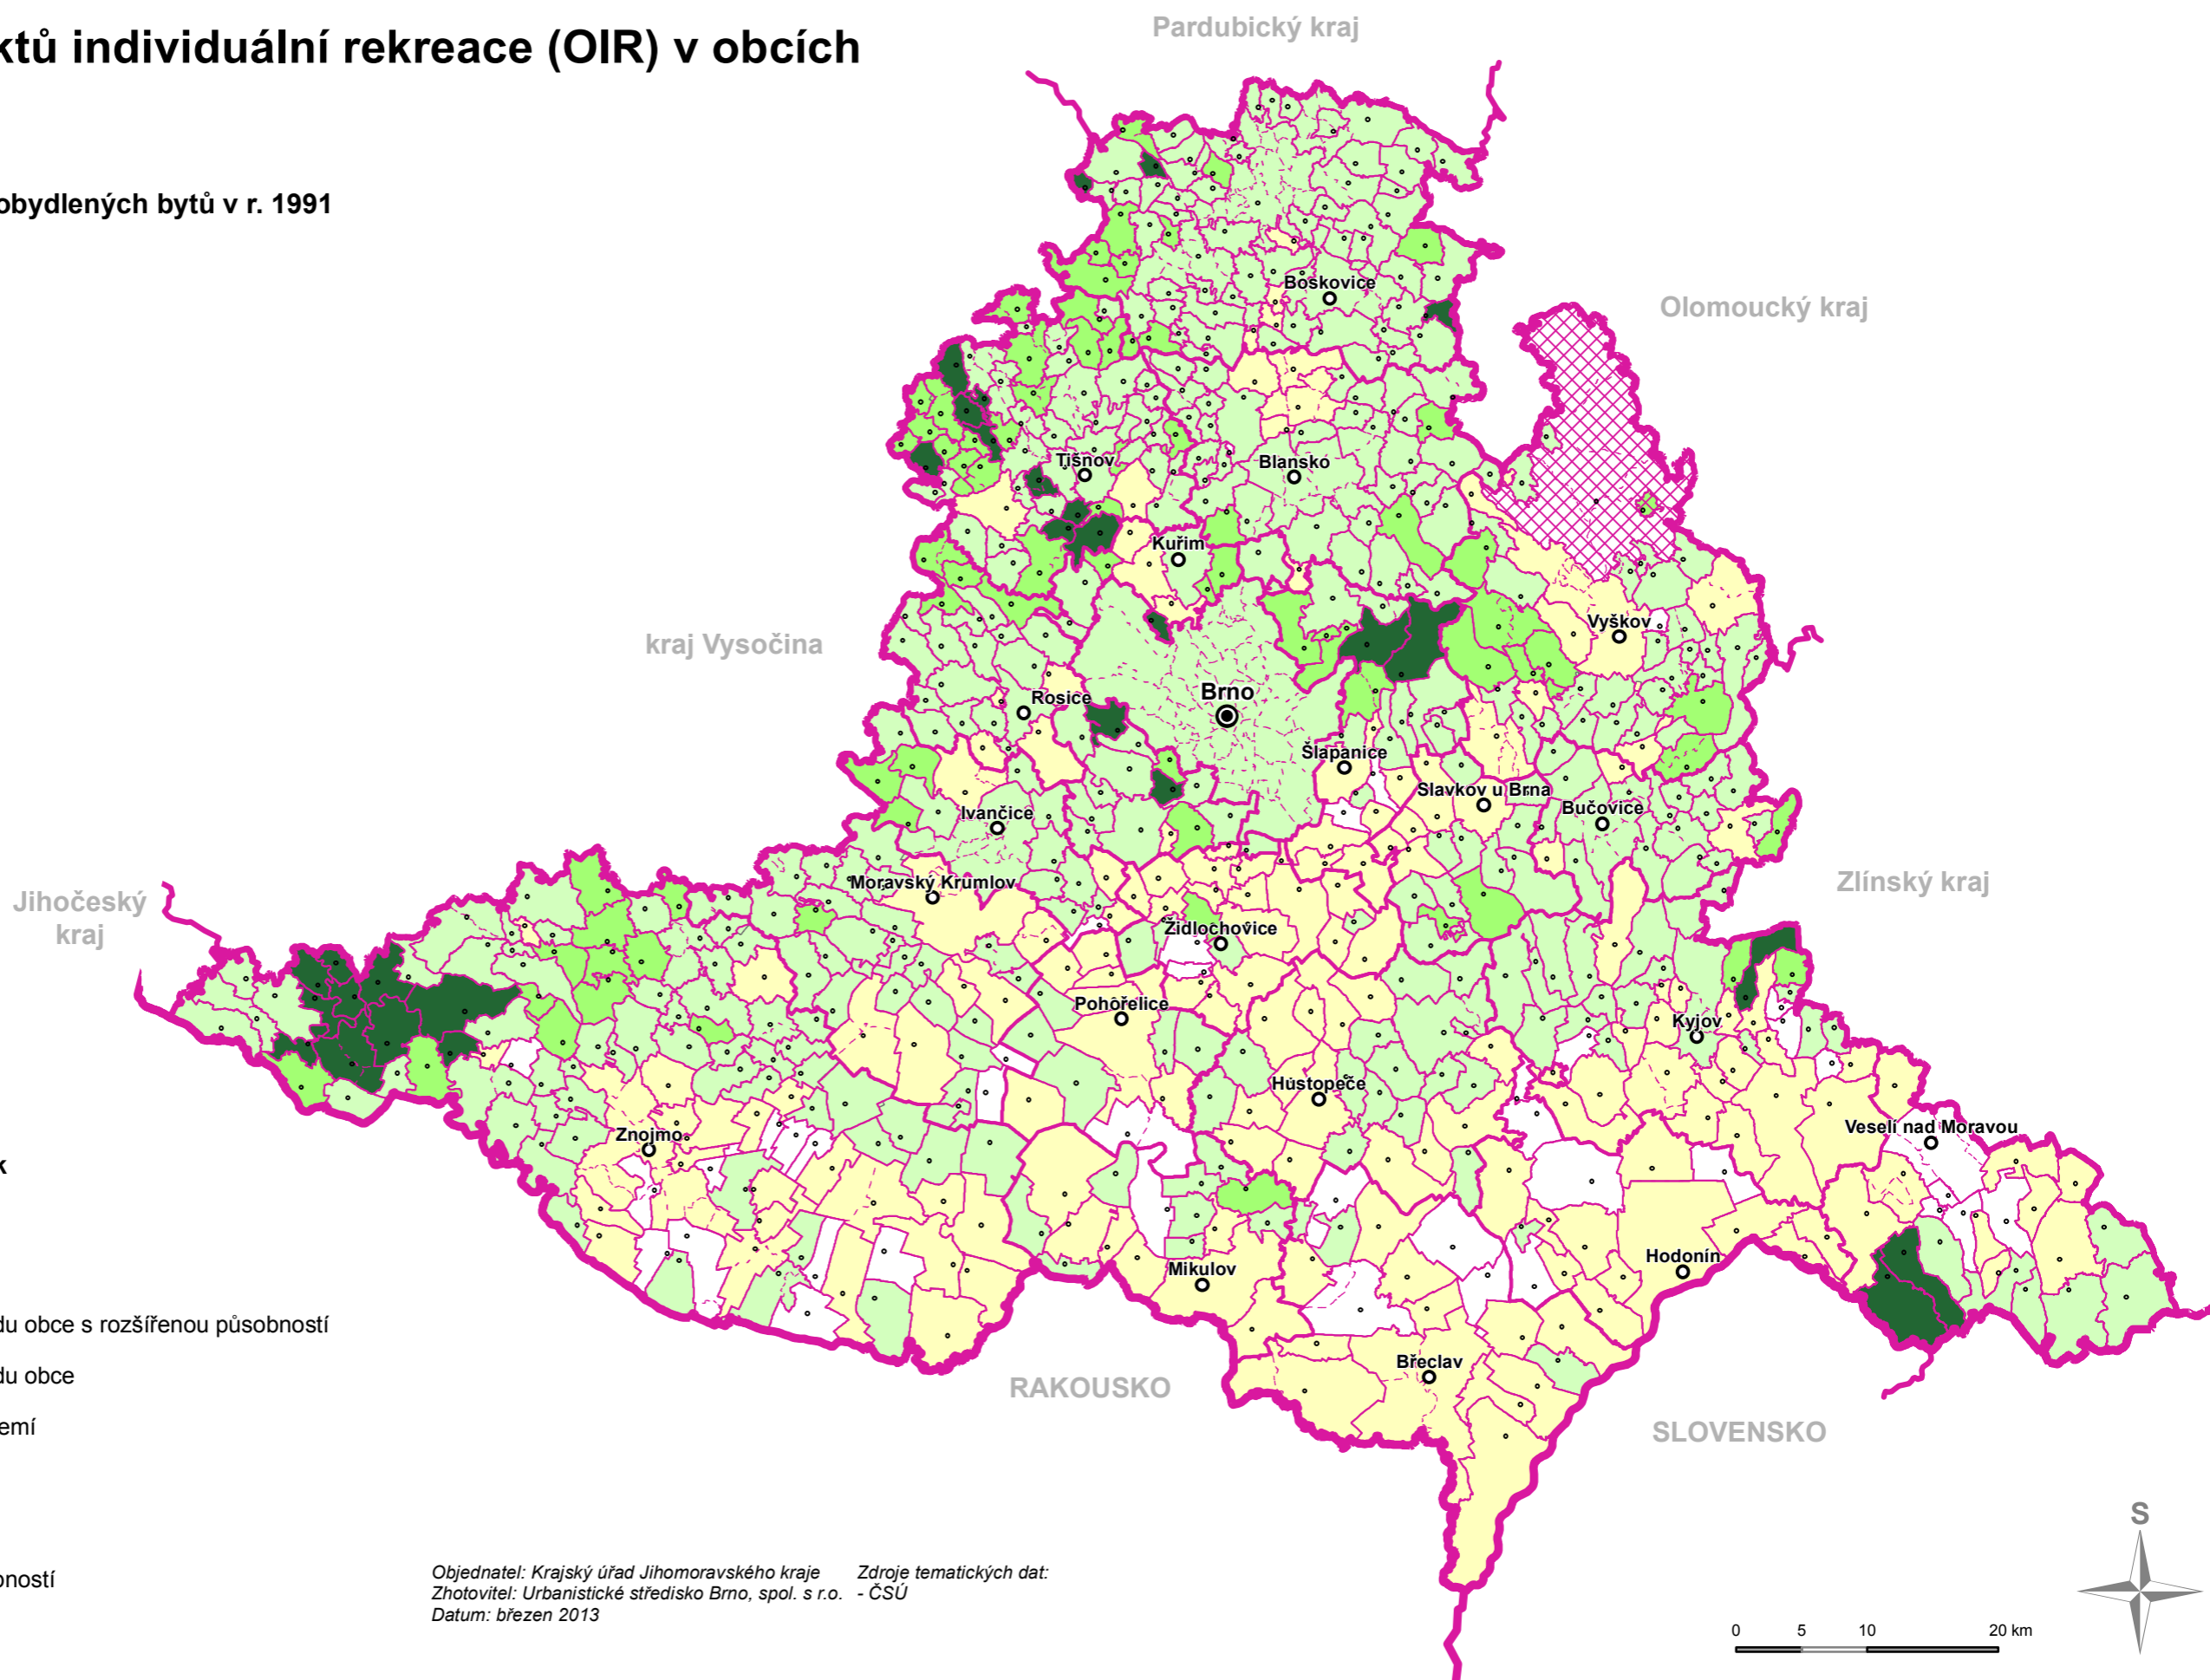 ktů individuální rekreace (OIR) v obcích
obydlených bytů v r. 1991
Pardubický kraj
Olomoucký kraj
kraj Vysočina
Jihočeský
kraj
Zlínský kraj
RAKOUSKO
SLOVENSKO
Boskovice
Tišnov
Blansko
Kuřim
Vyškov
Rosice
Brno
Šlapanice
Slavkov u Brna
Bučovice
Ivančice
Moravský Krumlov
Židlochovice
Pohořelice
Kyjov
Hustopeče
Znojmo
Veselí nad Moravou
Mikulov
Hodonín
Břeclav
k
du obce s rozšířenou působností
du obce
emí
oností
Objednatel: Krajský úřad Jihomoravského kraje
Zhotovitel: Urbanistické středisko Brno, spol. s r.o.
Datum: březen 2013
Zdroje tematických dat:
- ČSÚ
S
0 5 10 20 km